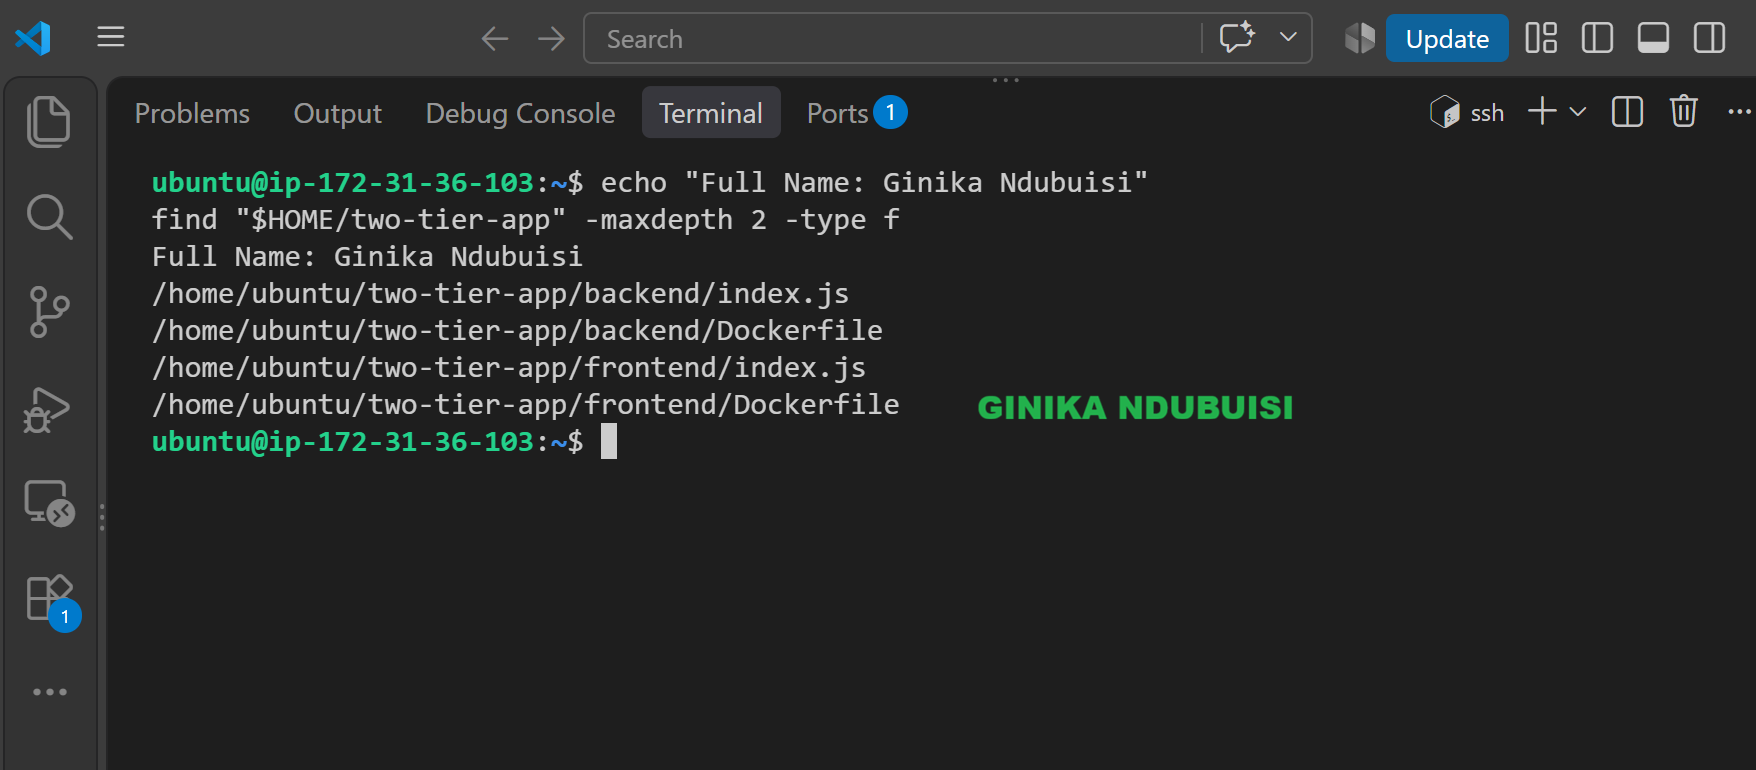 Search
Update
Problems Output Debug Console Terminal Ports 1
ssh
ubuntu@ip-172-31-36-103:~$ echo "Full Name: Ginika Ndubuisi"
find "$HOME/two-tier-app" -maxdepth 2 -type f
Full Name: Ginika Ndubuisi
/home/ubuntu/two-tier-app/backend/index.js
/home/ubuntu/two-tier-app/backend/Dockerfile
/home/ubuntu/two-tier-app/frontend/index.js
/home/ubuntu/two-tier-app/frontend/Dockerfile
GINIKA NDUBUISI
ubuntu@ip-172-31-36-103:~$
1